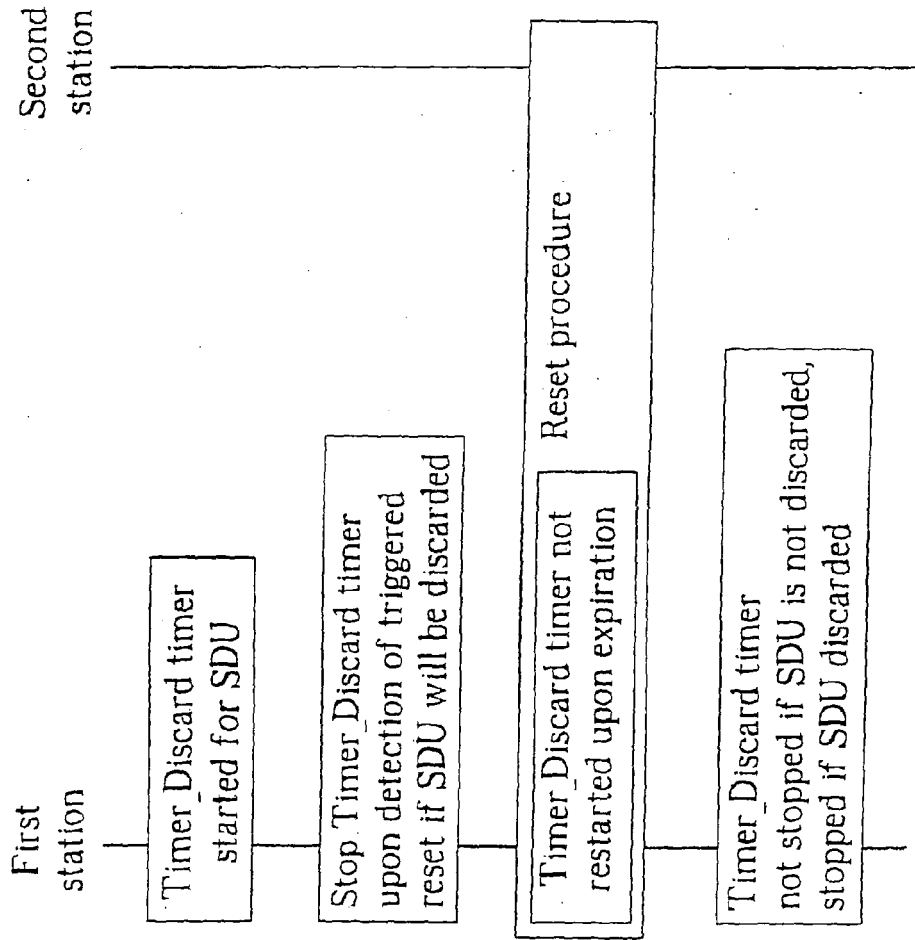 First
station
Second
station
Timer_Discard timer
started for SDU
Stop Timer_Discard timer
upon detection of triggered
reset if SDU will be discarded
Timer_Discard timer not
restarted upon expiration
Reset procedure
Timer_Discard timer
not stopped if SDU is not discarded,
stopped if SDU discarded